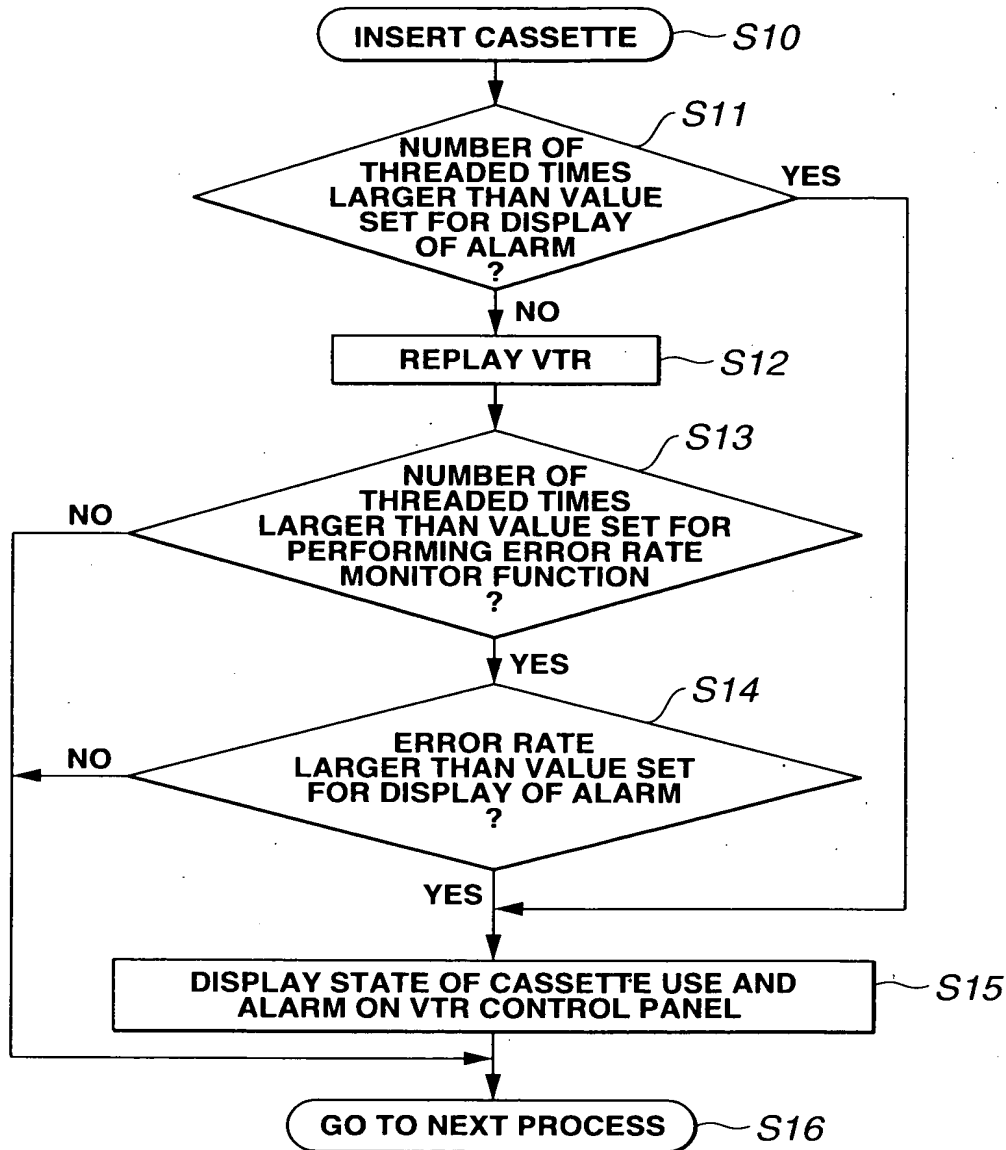 INSERT CASSETTE
S10
S11
NUMBER OF
THREADED TIMES
LARGER THAN VALUE
SET FOR DISPLAY
OF ALARM
?
YES
NO
REPLAY VTR
S12
S13
NUMBER OF
THREADED TIMES
LARGER THAN VALUE SET FOR
PERFORMING ERROR RATE
MONITOR FUNCTION
?
NO
YES
S14
ERROR RATE
LARGER THAN VALUE SET
FOR DISPLAY OF ALARM
?
NO
YES
DISPLAY STATE OF CASSETTE USE AND
ALARM ON VTR CONTROL PANEL
S15
GO TO NEXT PROCESS
S16